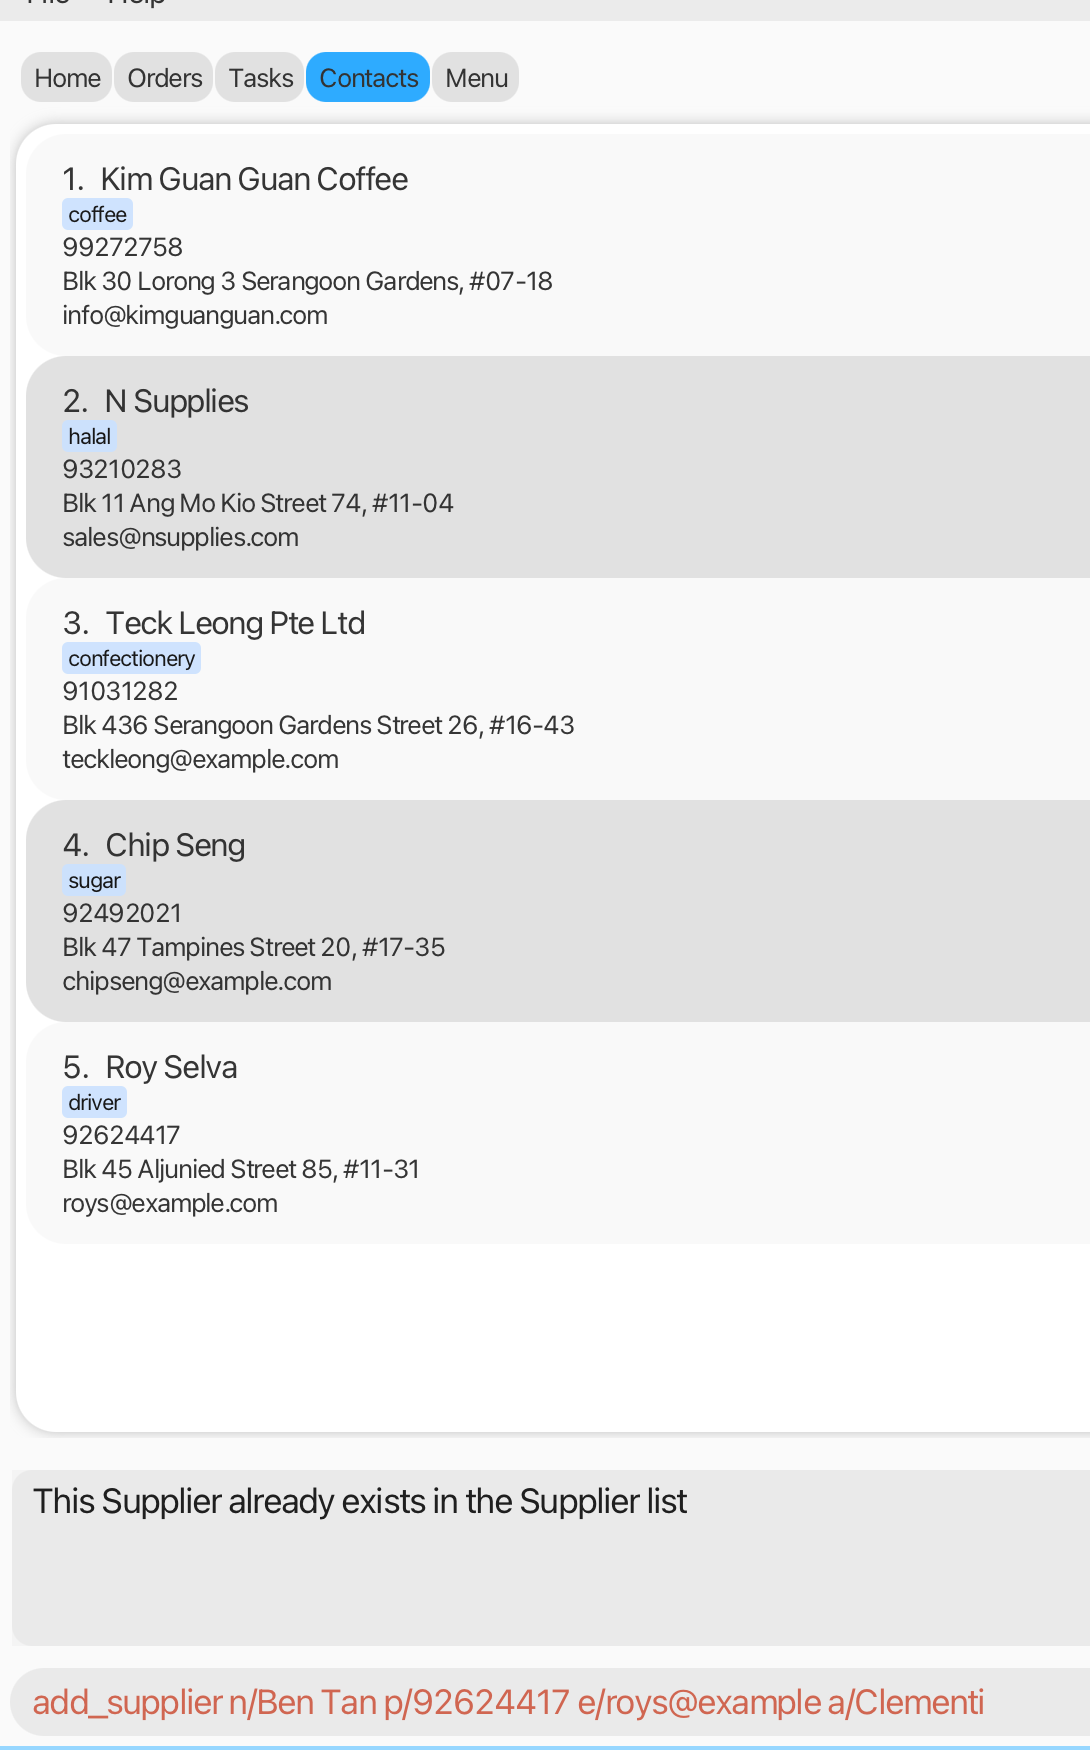 File Help
Home Orders Tasks Contacts Menu
1. Kim Guan Guan Coffee
coffee
99272758
Blk 30 Lorong 3 Serangoon Gardens, #07-18
info@kimguanguan.com
2. N Supplies
halal
93210283
Blk 11 Ang Mo Kio Street 74, #11-04
sales@nsupplies.com
3. Teck Leong Pte Ltd
confectionery
91031282
Blk 436 Serangoon Gardens Street 26, #16-43
teckleong@example.com
4. Chip Seng
sugar
92492021
Blk 47 Tampines Street 20, #17-35
chipseng@example.com
5. Roy Selva
driver
92624417
Blk 45 Aljunied Street 85, #11-31
roys@example.com
This Supplier already exists in the Supplier list
add_supplier n/Ben Tan p/92624417 e/roys@example a/Clementi